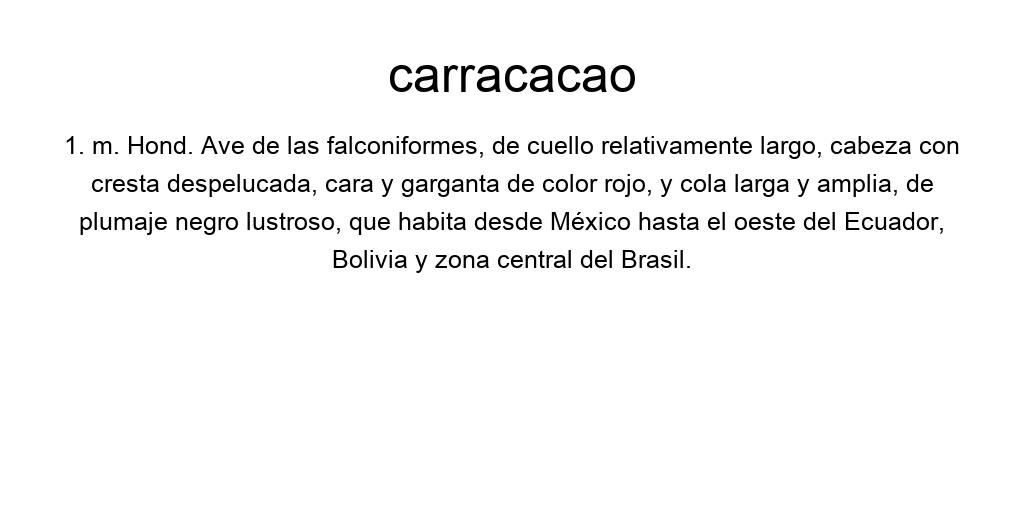 carracacao
1. m. Hond. Ave de las falconiformes, de cuello relativamente largo, cabeza con
cresta despelucada, cara y garganta de color rojo, y cola larga y amplia, de
plumaje negro lustroso, que habita desde México hasta el oeste del Ecuador,
Bolivia y zona central del Brasil.